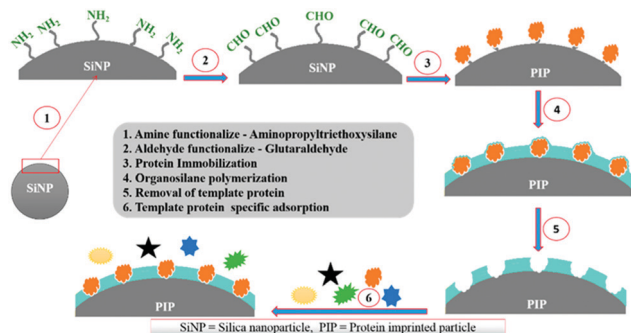 NH2 NH2 NH2 NH2 NH2
SiNP
2
CHO CHO CHO CHO CHO
SiNP
3
PIP
1
4
SiNP
1. Amine functionalize - Aminopropyltriethoxysilane
2. Aldehyde functionalize - Glutaraldehyde
3. Protein Immobilization
4. Organosilane polymerization
5. Removal of template protein
6. Template protein specific adsorption
PIP
5
PIP
6
PIP
SiNP = Silica nanoparticle, PIP = Protein imprinted particle